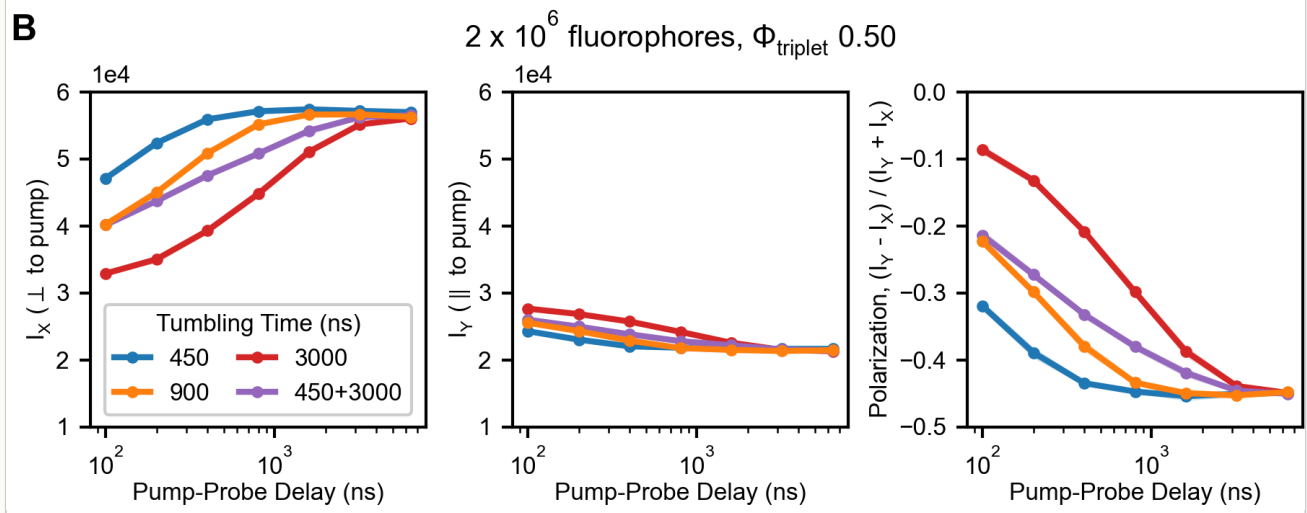 B
2 x 10^6 fluorophores, Φ_triplet 0.50
1e4
6
5
4
3
2
1
I_X ( ⊥ to pump)
Tumbling Time (ns)
450
3000
900
450+3000
10^2
10^3
Pump-Probe Delay (ns)
1e4
6
5
4
3
2
1
I_Y ( || to pump)
10^2
10^3
Pump-Probe Delay (ns)
0.0
−0.1
−0.2
−0.3
−0.4
−0.5
Polarization, (I_Y - I_X) / (I_Y + I_X)
10^2
10^3
Pump-Probe Delay (ns)